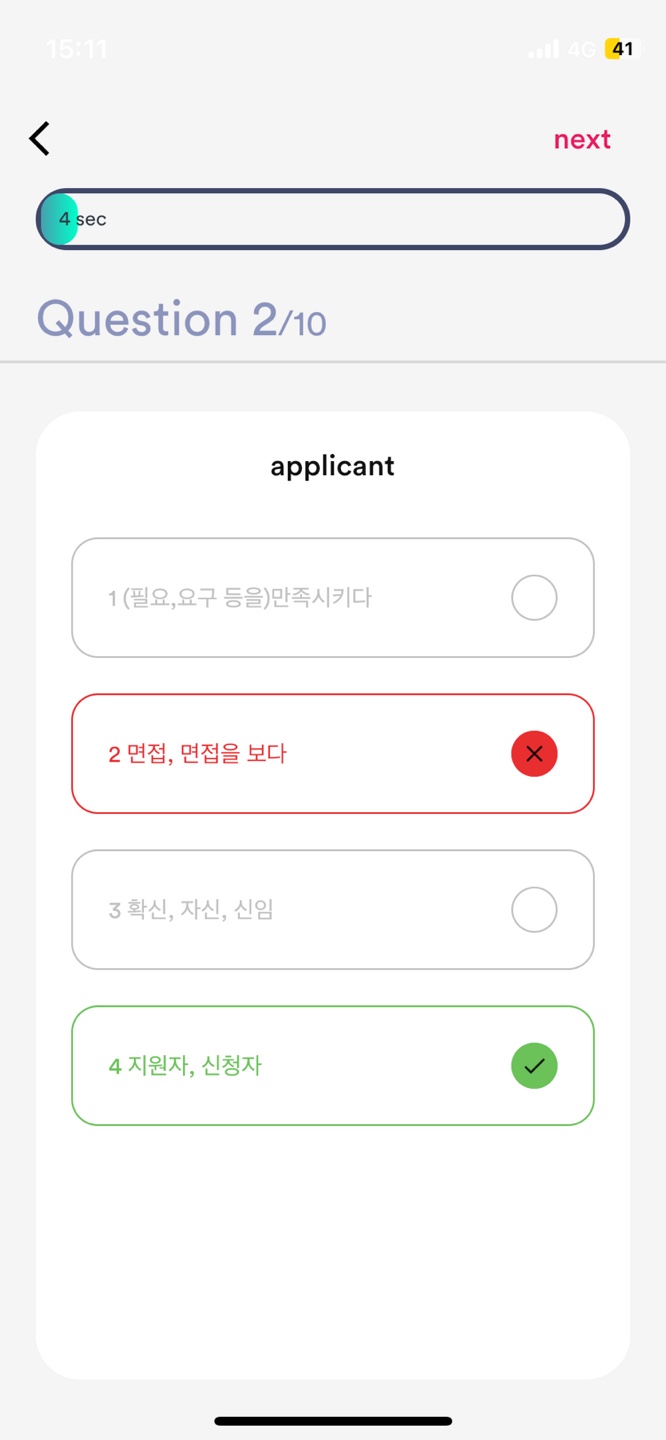 15:11 4G 41
next
4 sec
Question 2/10
applicant
1 (필요,요구 등을)만족시키다
2 면접, 면접을 보다
3 확신, 자신, 신임
4 지원자, 신청자